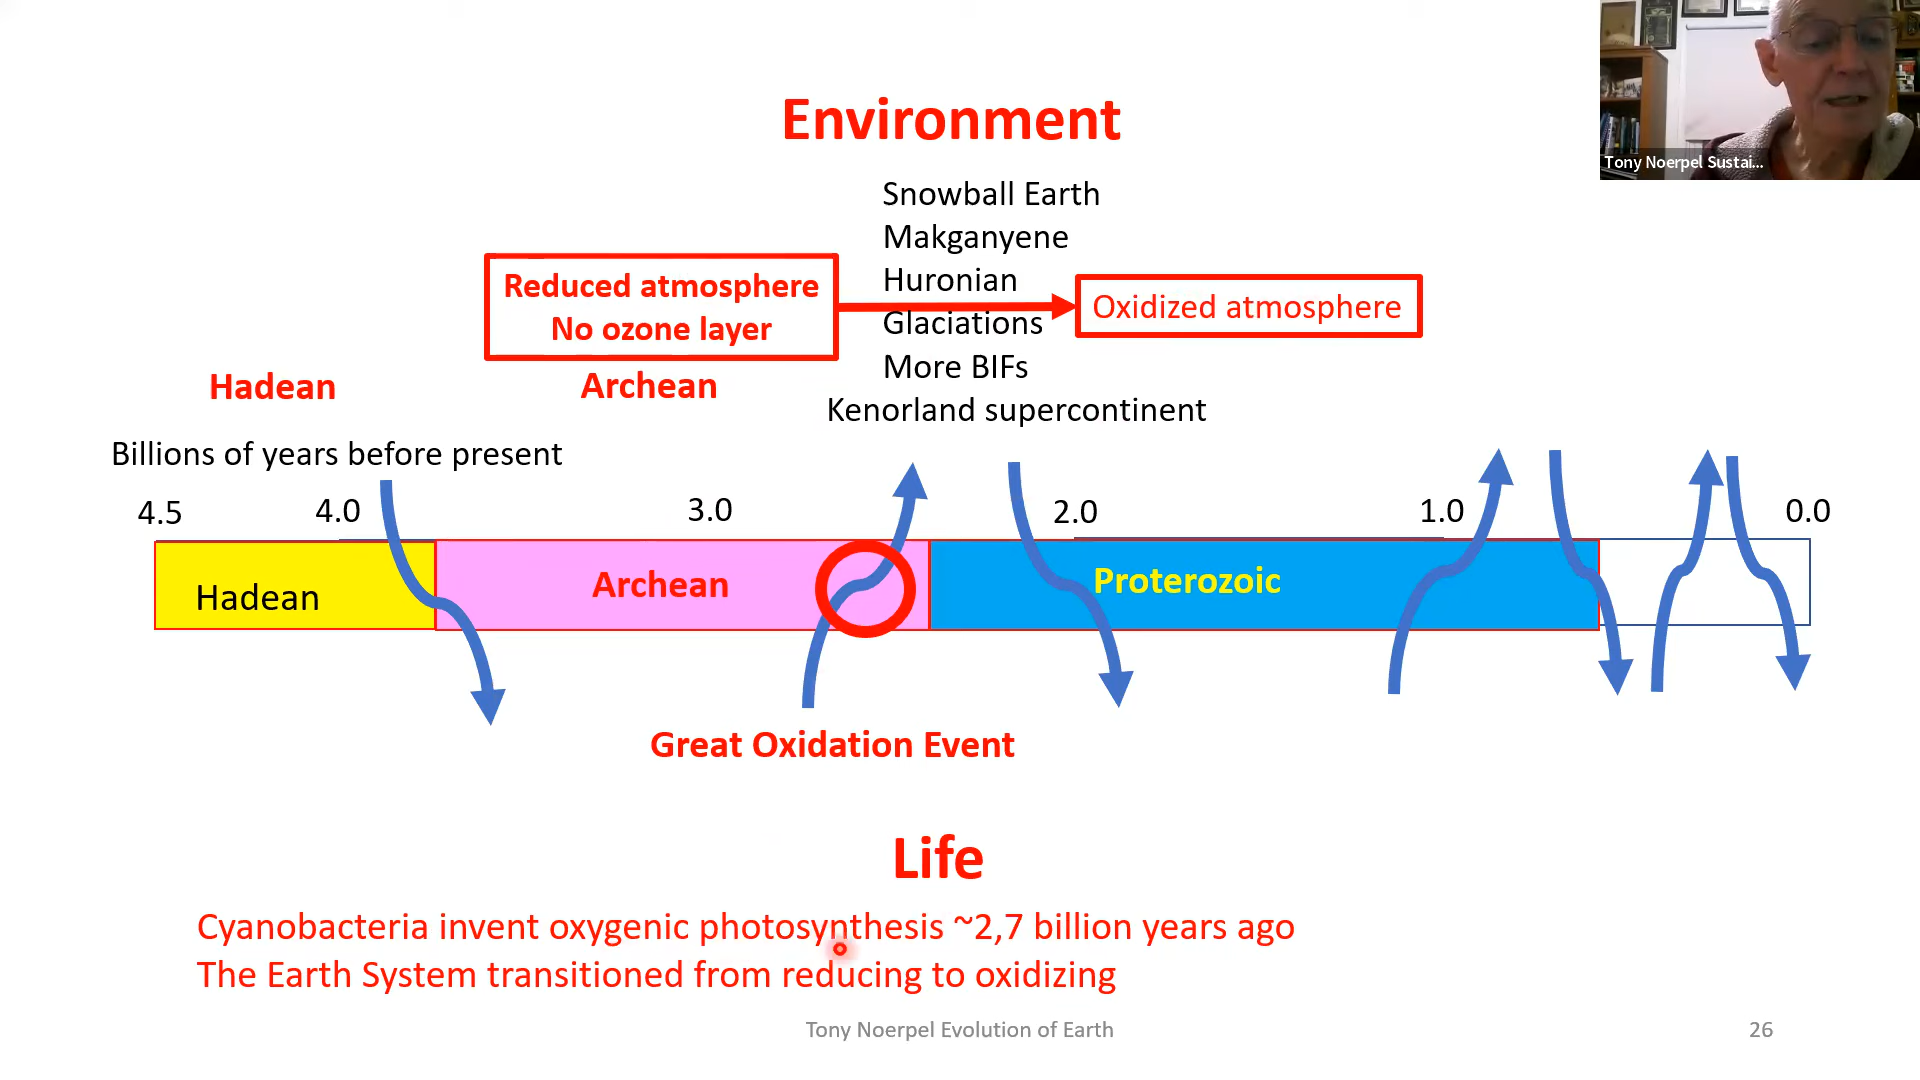 Environment
Tony Noerpel Sustai...
Snowball Earth
Makganyene
Huronian
Glaciations
More BIFs
Kenorland supercontinent
Reduced atmosphere
No ozone layer
Oxidized atmosphere
Hadean
Archean
Billions of years before present
4.5 4.0 3.0 2.0 1.0 0.0
Hadean
Archean
Proterozoic
Great Oxidation Event
Life
Cyanobacteria invent oxygenic photosynthesis ~2,7 billion years ago
The Earth System transitioned from reducing to oxidizing
Tony Noerpel Evolution of Earth
26